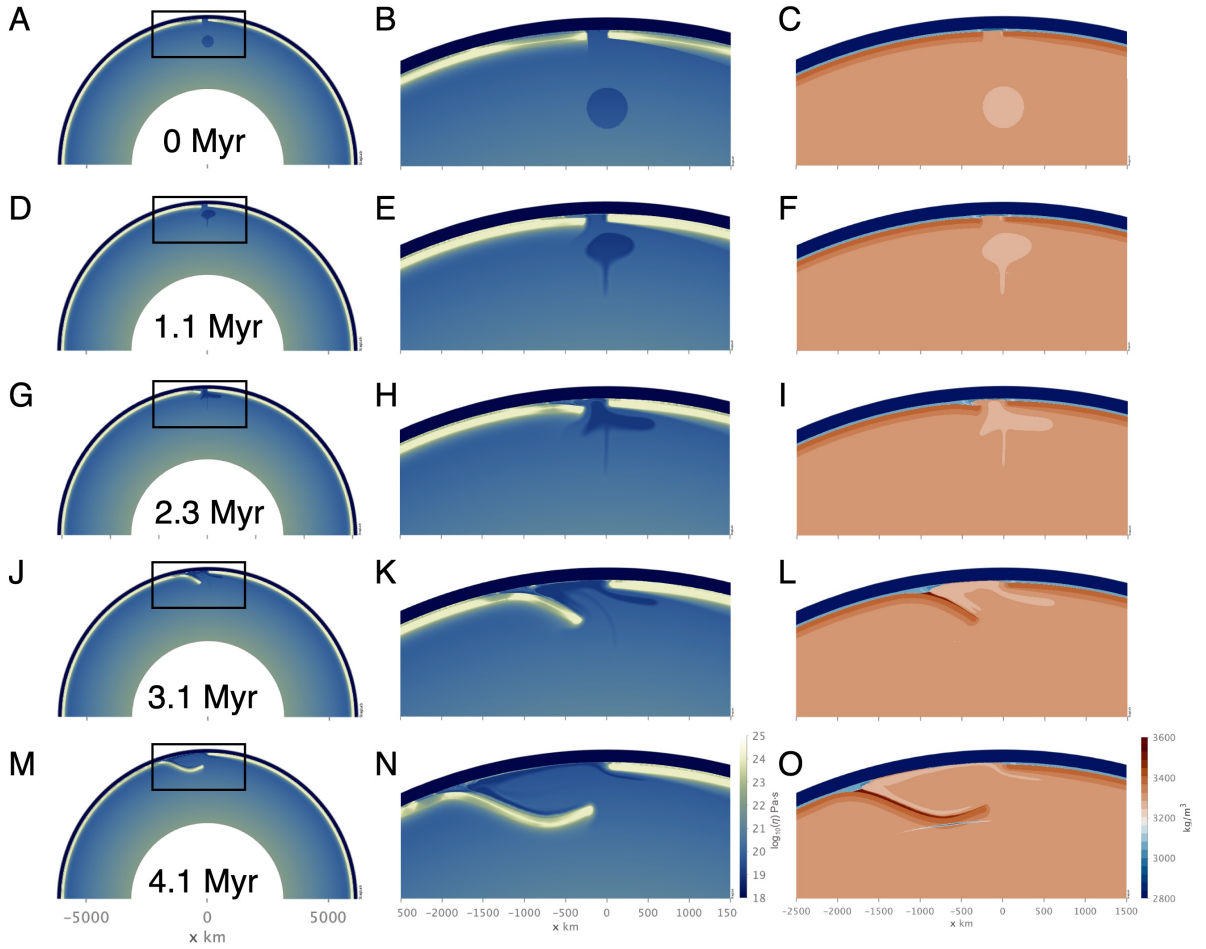 A
B
C
0 Myr
D
E
F
1.1 Myr
G
H
I
2.3 Myr
J
K
L
3.1 Myr
M
N
O
4.1 Myr
25
24
23
22
21
20
19
18
log₁₀(η) Pa·s
3600
3400
3200
3000
2800
kg/m³
−5000 0 5000
x km
500 −2000 −1500 −1000 −500 0 500 1000 150
x km
−2500 −2000 −1500 −1000 −500 0 500 1000 1500
x km